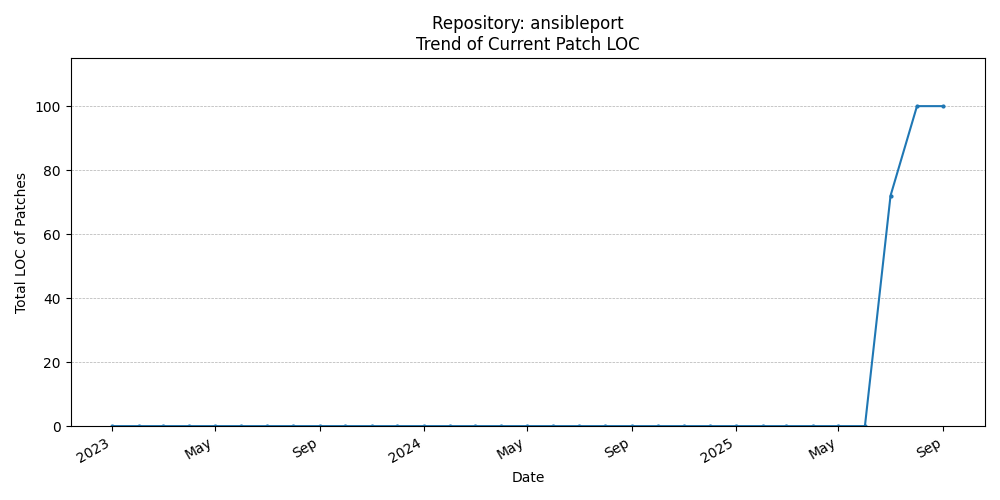 Repository: ansibleport
Trend of Current Patch LOC
Total LOC of Patches
100
80
60
40
20
0
2023
May
Sep
2024
May
Sep
2025
May
Sep
Date